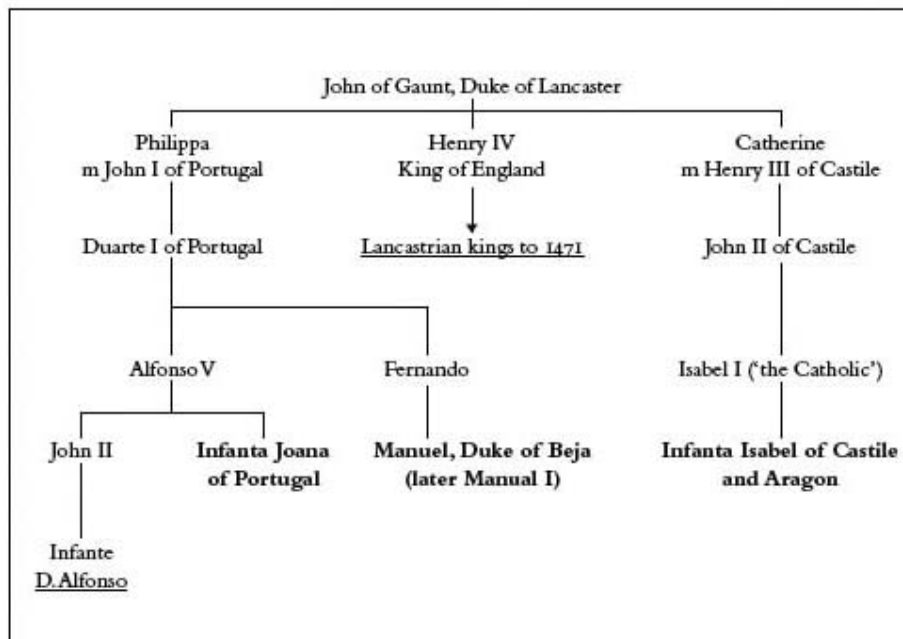 John of Gaunt, Duke of Lancaster
Philippa
m John I of Portugal
Henry IV
King of England
Catherine
m Henry III of Castile
Duarte I of Portugal
Lancastrian kings to 1471
John II of Castile
Alfonso V
Fernando
Isabel I (‘the Catholic’)
John II
Infanta Joana
of Portugal
Manuel, Duke of Beja
(later Manual I)
Infanta Isabel of Castile
and Aragon
Infante
D. Alfonso